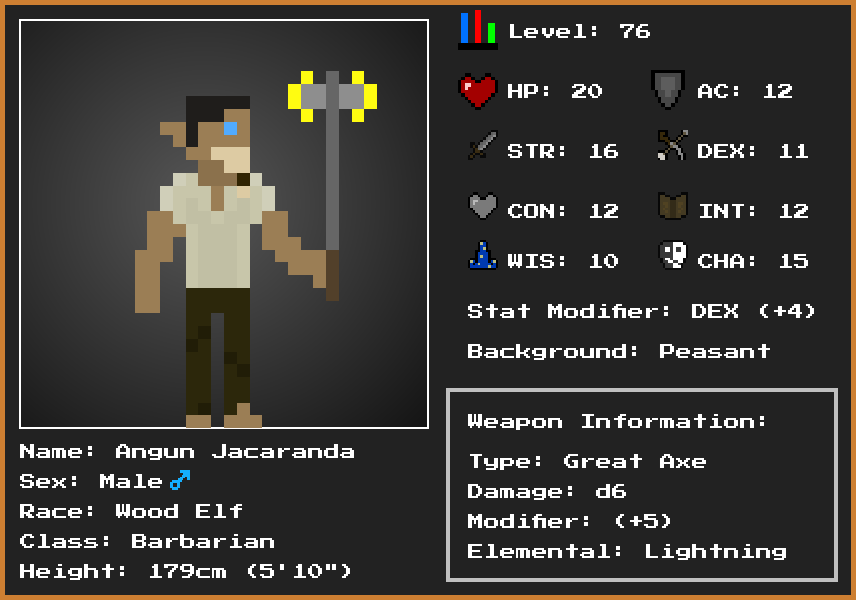 Level: 76
HP: 20 AC: 12
STR: 16 DEX: 11
CON: 12 INT: 12
WIS: 10 CHA: 15
Stat Modifier: DEX (+4)
Background: Peasant
Weapon Information:
Type: Great Axe
Damage: d6
Modifier: (+5)
Elemental: Lightning
Name: Angun Jacaranda
Sex: Male ♂
Race: Wood Elf
Class: Barbarian
Height: 179cm (5'10")